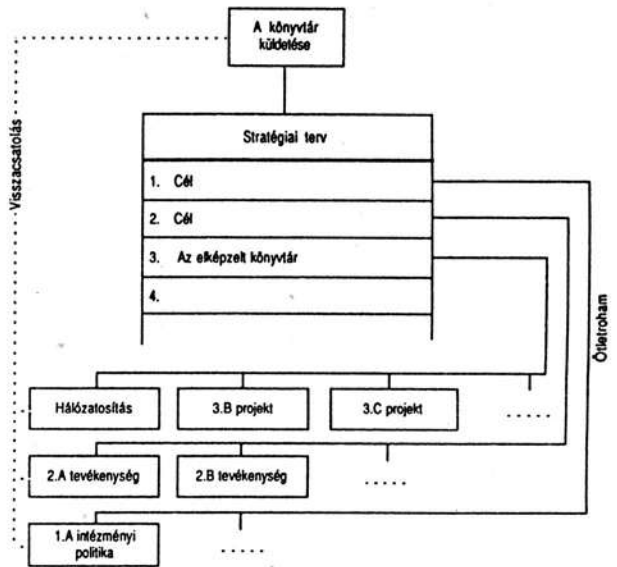 A könyvtár
küldetése
Visszacsatolás
Stratégiai terv
1. Cél
2. Cél
3. Az elképzelt könyvtár
4.
Ötletroham
Hálózatosítás
3.B projekt
3.C projekt
.....
2.A tevékenység
2.B tevékenység
.....
1.A intézményi
politika
.....